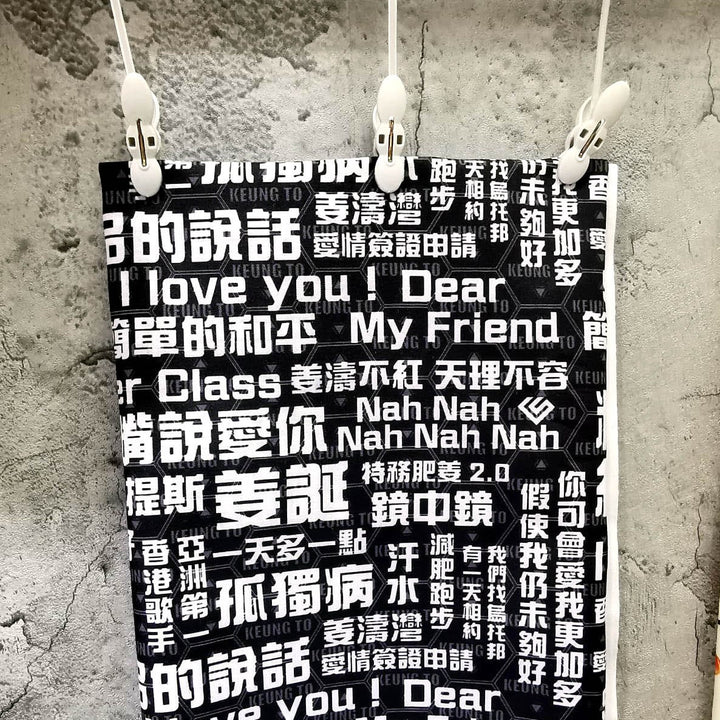 孤獨病
KEUNG TO
姜濤灣
跑步
天相約
找烏托邦
仍未夠好
我更加多
的說話
愛情簽證申請
I love you ! Dear
簡單的和平
My Friend
簡
er Class
姜濤不紅 天理不容
Nah Nah
嘴說愛你
Nah Nah Nah
提斯
姜誕
特務肥姜 2.0
鏡中鏡
假使我仍未夠好
你可會愛我更加多
香港歌手
亞洲第一
一天多一點
孤獨病
汗水
減肥跑步
有一天相約
我們找烏托邦
姜濤灣
的說話
愛情簽證申請
I love you ! Dear